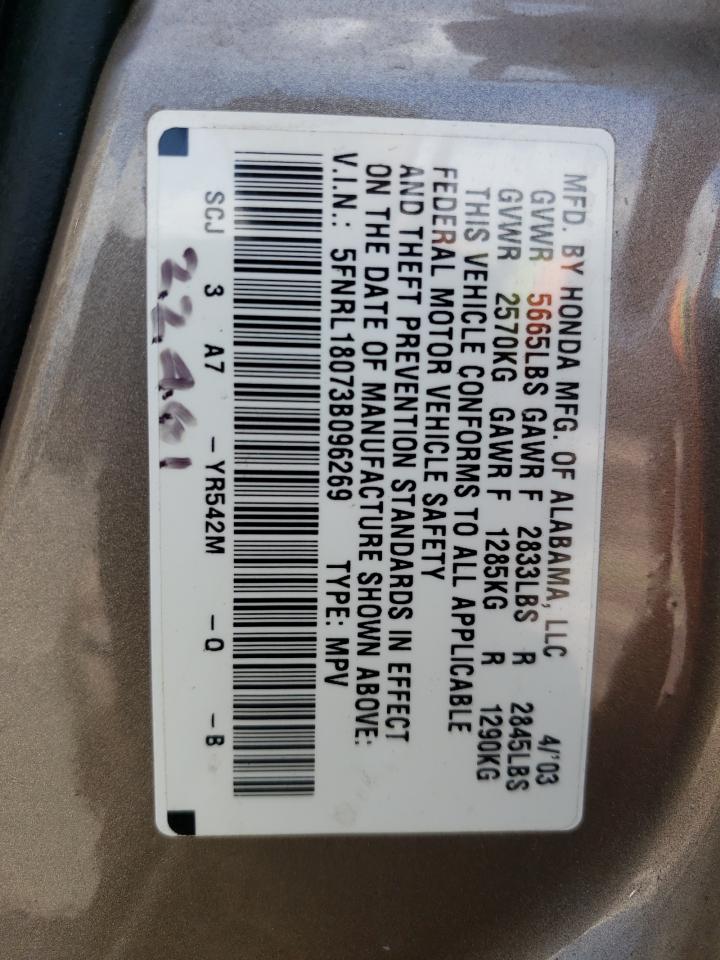 MFD. BY HONDA MFG. OF ALABAMA, LLC 4/'03
GVWR 5665LBS GAWR F 2833LBS R 2845LBS
GVWR 2570KG GAWR F 1285KG R 1290KG
THIS VEHICLE CONFORMS TO ALL APPLICABLE
FEDERAL MOTOR VEHICLE SAFETY
AND THEFT PREVENTION STANDARDS IN EFFECT
ON THE DATE OF MANUFACTURE SHOWN ABOVE:
V.I.N.: 5FNRL18073B096269 TYPE: MPV
SCJ 3 A7 -YR542M -Q -B